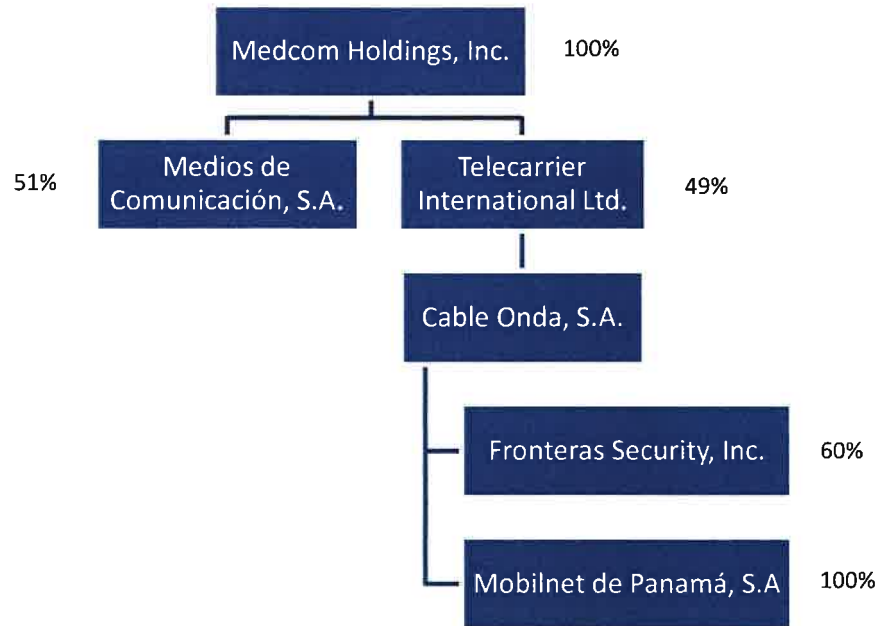 Medcom Holdings, Inc.
100%
51%
Medios de
Comunicación, S.A.
Telecarrier
International Ltd.
49%
Cable Onda, S.A.
Fronteras Security, Inc.
60%
Mobilnet de Panamá, S.A
100%